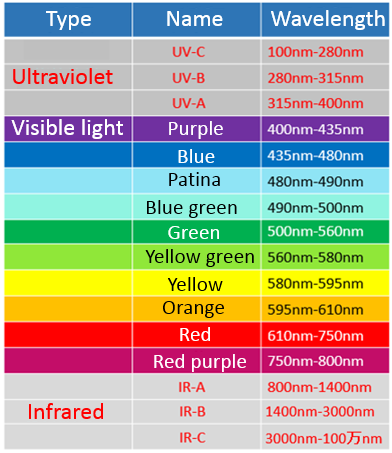 Type Name Wavelength
UV-C 100nm-280nm
Ultraviolet UV-B 280nm-315nm
UV-A 315nm-400nm
Visible light Purple 400nm-435nm
Blue 435nm-480nm
Patina 480nm-490nm
Blue green 490nm-500nm
Green 500nm-560nm
Yellow green 560nm-580nm
Yellow 580nm-595nm
Orange 595nm-610nm
Red 610nm-750nm
Red purple 750nm-800nm
IR-A 800nm-1400nm
Infrared IR-B 1400nm-3000nm
IR-C 3000nm-100万nm